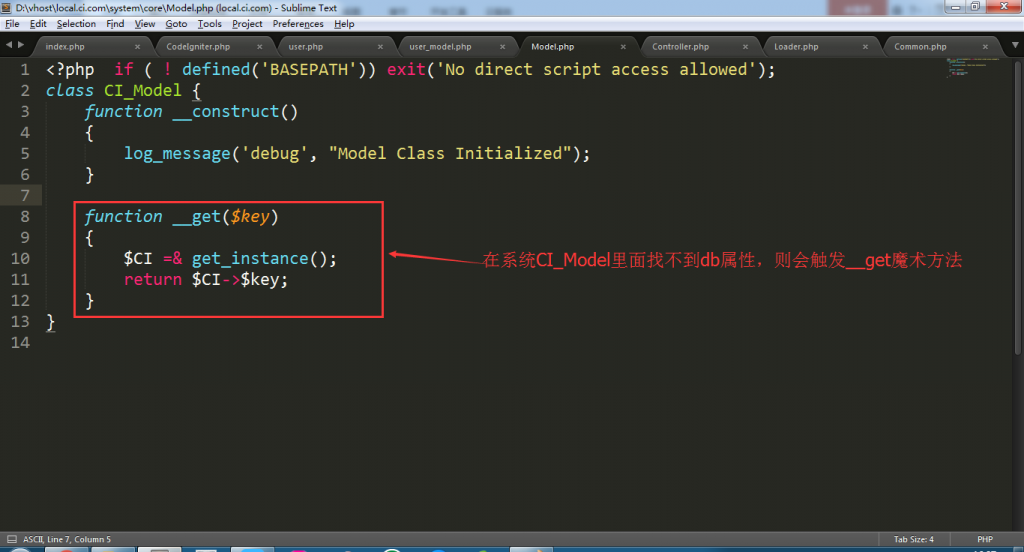 D:\vhost\local.ci.com\system\core\Model.php (local.ci.com) - Sublime Text
File Edit Selection Find View Goto Tools Project Preferences Help
index.php CodeIgniter.php user.php user_model.php Model.php Controller.php Loader.php Common.php
1 <?php  if ( ! defined('BASEPATH')) exit('No direct script access allowed');
2 class CI_Model {
3     function __construct()
4     {
5         log_message('debug', "Model Class Initialized");
6     }
7
8     function __get($key)
9     {
10         $CI =& get_instance();
在系统CI_Model里面找不到db属性，则会触发__get魔术方法
11         return $CI->$key;
12     }
13 }
14
ASCII, Line 7, Column 5 Tab Size: 4 PHP